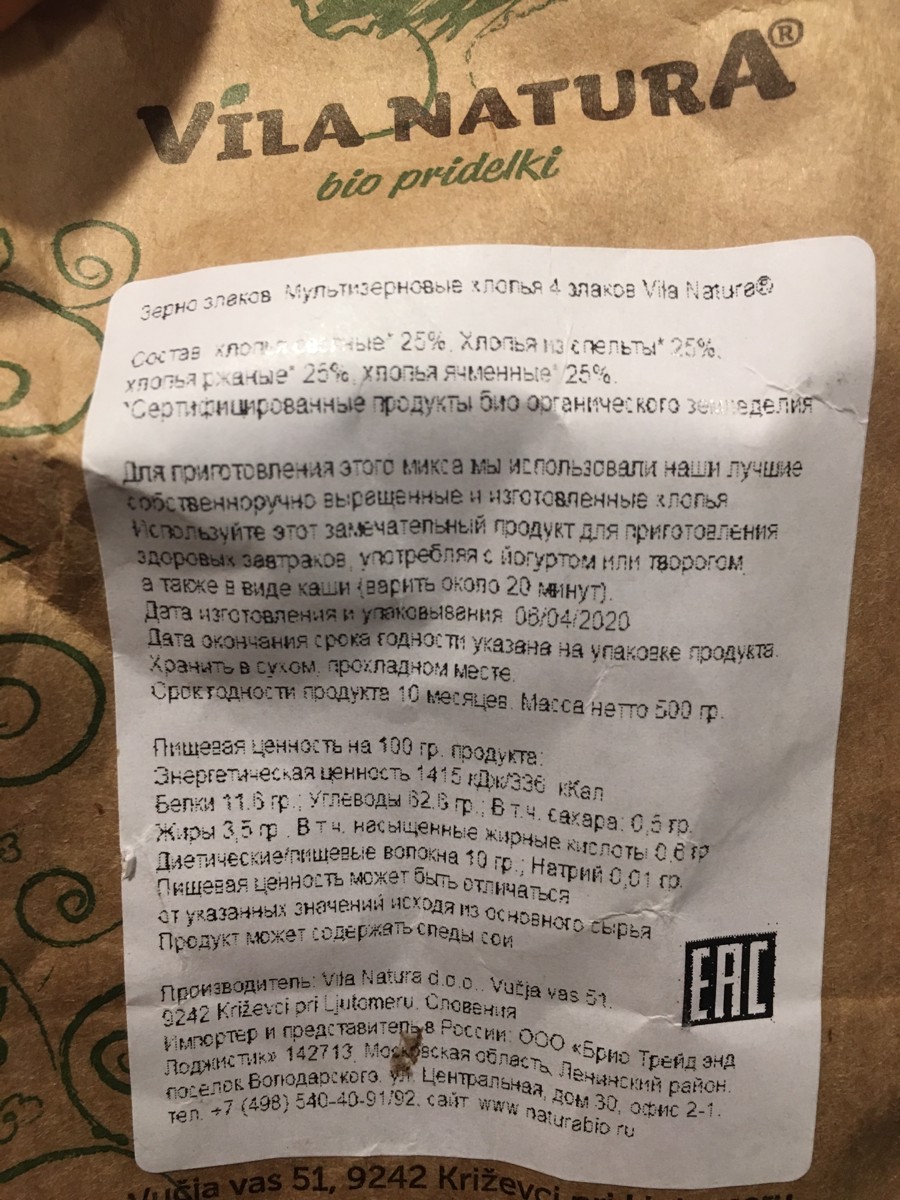 VILA NATURA®
bio pridelki
Зерно злаков Мультизерновые хлопья 4 злаков Vila Natura®
Состав хлопья 25%, Хлопья из спельты* 25%,
хлопья ржаные* 25%, хлопья ячменные* 25%.
*Сертифицированные продукты био органического земледелия
Для приготовления этого микса мы использовали наши лучшие
собственноручно выращенные и изготовленные хлопья
Используйте этот замечательный продукт для приготовления
здоровых завтраков, употребляя с йогуртом или творогом,
а также в виде каши (варить около 20 минут).
Дата изготовления и упаковывания 06/04/2020
Дата окончания срока годности указана на упаковке продукта.
Хранить в сухом, прохладном месте.
Срок годности продукта 10 месяцев. Масса нетто 500 гр.
Пищевая ценность на 100 гр. продукта:
Энергетическая ценность 1415 кДж/336 кКал
Белки 11.6 гр.; Углеводы 62.6 гр.; В т.ч. сахара: 0,5 гр.
Жиры 3,5 гр. В т.ч. насыщенные жирные кислоты 0,6 гр
Диетические/пищевые волокна 10 гр.; Натрий 0,01 гр.
Пищевая ценность может быть отличаться
от указанных значений исходя из основного сырья
Продукт может содержать следы сои
EAC
Производитель: Vila Natura d.o.o., Vučja vas 51,
9242 Križevci pri Ljutomeru, Словения
Импортер и представитель в России: ООО «Брио Трейд энд
Лоджистик» 142713, Московская область, Ленинский район,
поселок Володарского, ул. Центральная, дом 30, офис 2-1.
тел. +7 (498) 540-40-91/92, сайт www naturabio ru
Vučja vas 51, 9242 Križevci